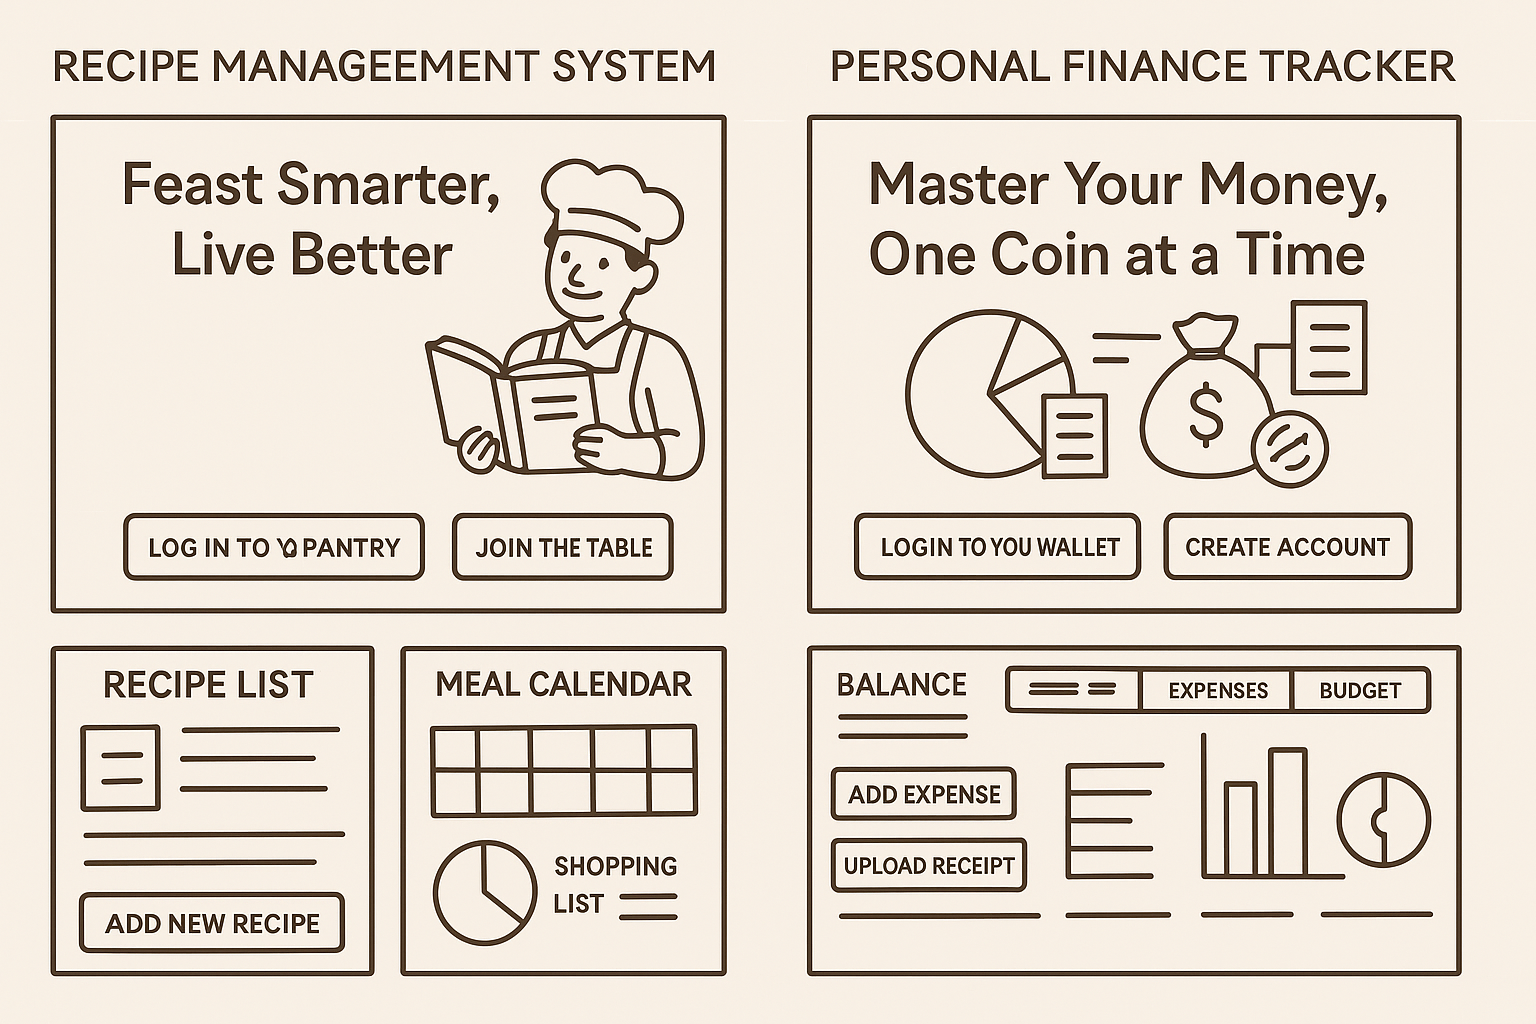 RECIPE MANAGEEMENT SYSTEM
Feast Smarter,
Live Better
LOG IN TO PANTRY
JOIN THE TABLE
RECIPE LIST
ADD NEW RECIPE
MEAL CALENDAR
SHOPPING
LIST
PERSONAL FINANCE TRACKER
Master Your Money,
One Coin at a Time
$
LOGIN TO YOU WALLET
CREATE ACCOUNT
BALANCE
EXPENSES
BUDGET
ADD EXPENSE
UPLOAD RECEIPT